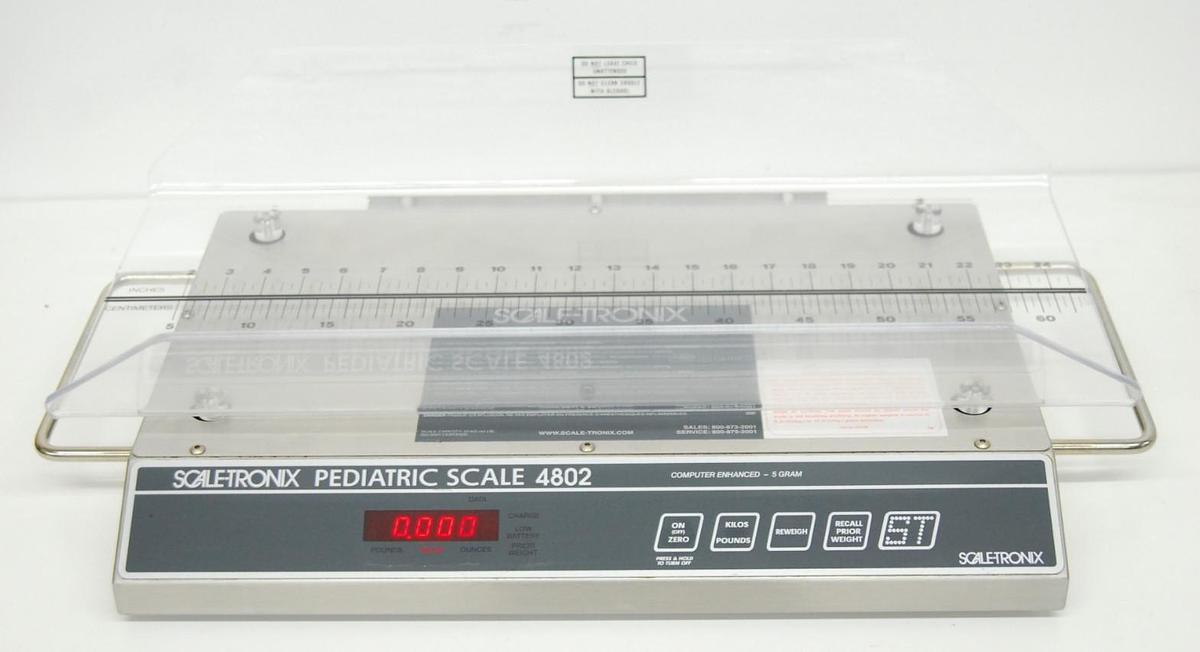 DO NOT LEAVE CHILD
UNATTENDED
DO NOT CLEAN CRADLE
WITH ALCOHOL
3 4 5 6 7 8 9 10 11 12 13 14 15 16 17 18 19 20 21 22 23 24
INCHES
CENTIMETERS
5 10 15 20 25 30 35 40 45 50 55 60
SCALE-TRONIX
SCALE-TRONIX PEDIATRIC SCALE 4802
WWW.SCALE-TRONIX.COM
SALES: 800-873-2001
SERVICE: 800-873-2001
SCALE-TRONIX PEDIATRIC SCALE 4802
COMPUTER ENHANCED – 5 GRAM
DATA
0.000
CHARGE
LOW
BATTERY
PRIOR
WEIGHT
POUNDS KILOS OUNCES
ON
(OFF)
ZERO
PRESS & HOLD
TO TURN OFF
KILOS
POUNDS
REWEIGH
RECALL
PRIOR
WEIGHT
ST
SCALE-TRONIX